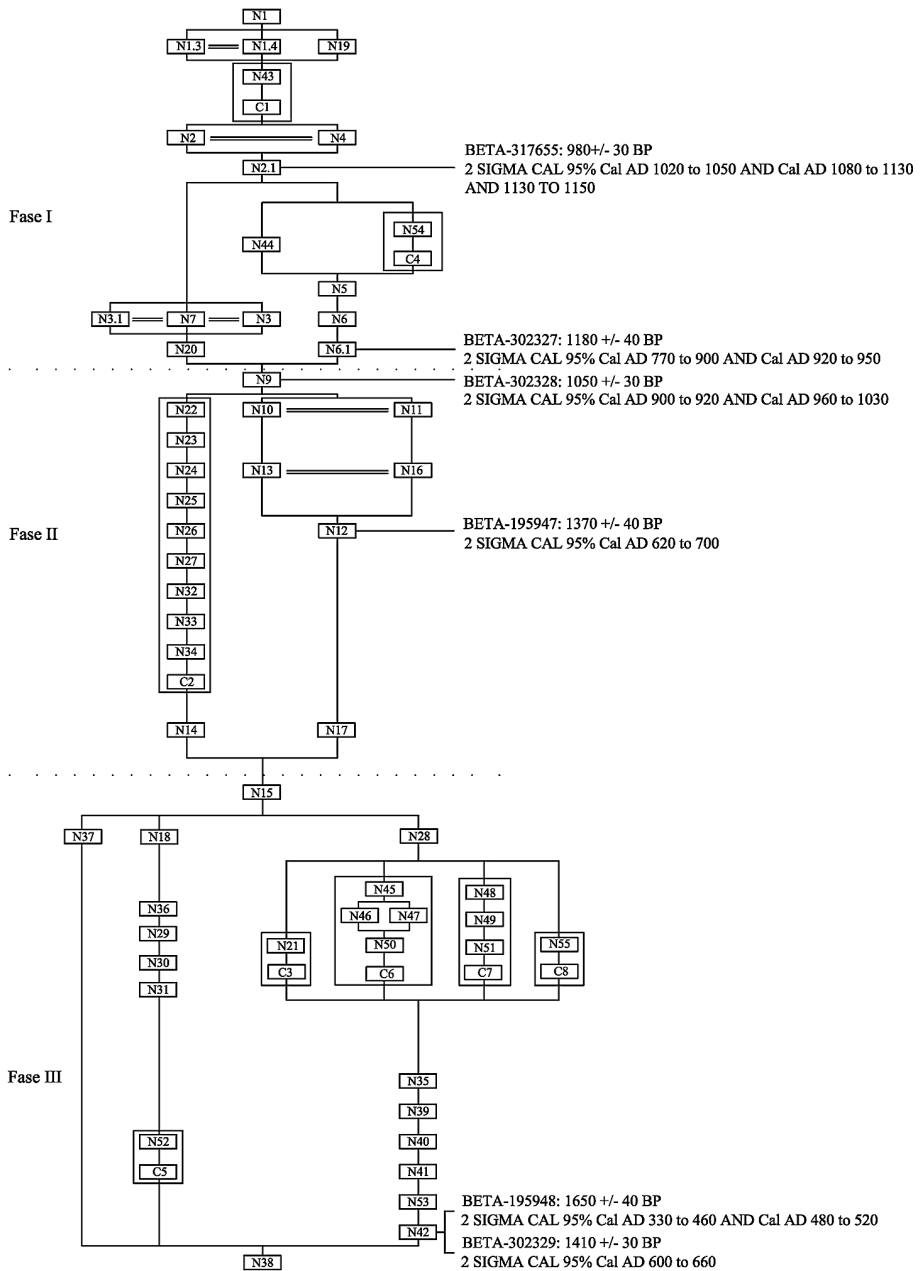 N1
N1.3 N1.4 N19
N43
C1
N2 N4
BETA-317655: 980+/- 30 BP
N2.1
2 SIGMA CAL 95% Cal AD 1020 to 1050 AND Cal AD 1080 to 1130
AND 1130 TO 1150
Fase I
N54
N44
C4
N5
N3.1 N7 N3 N6
BETA-302327: 1180 +/- 40 BP
N20 N6.1
2 SIGMA CAL 95% Cal AD 770 to 900 AND Cal AD 920 to 950
N9
BETA-302328: 1050 +/- 30 BP
2 SIGMA CAL 95% Cal AD 900 to 920 AND Cal AD 960 to 1030
N22 N10 N11
N23
N24 N13 N16
N25
BETA-195947: 1370 +/- 40 BP
Fase II
N26 N12
2 SIGMA CAL 95% Cal AD 620 to 700
N27
N32
N33
N34
C2
N14 N17
N15
N37 N18 N28
N45 N48
N36 N46 N47 N49
N29 N21 N50 N51 N55
N30 C3 C6 C7 C8
N31
Fase III
N35
N39
N52 N40
C5 N41
N53
BETA-195948: 1650 +/- 40 BP
2 SIGMA CAL 95% Cal AD 330 to 460 AND Cal AD 480 to 520
N42
BETA-302329: 1410 +/- 30 BP
N38
2 SIGMA CAL 95% Cal AD 600 to 660